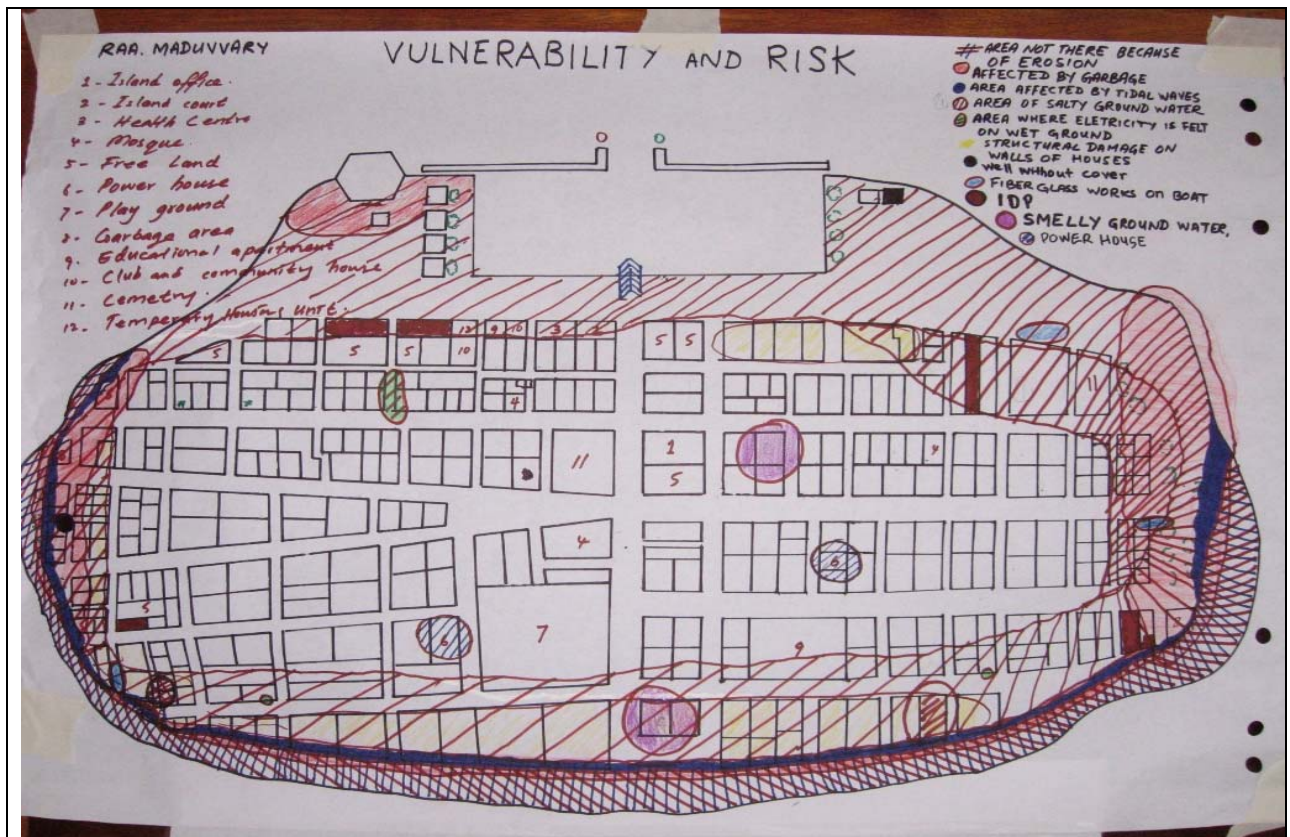 RAA. MADUVVARY
VULNERABILITY AND RISK
1 - Island office.
2 - Island court
3 - Health Centre
4 - Mosque.
5 - Free Land
6 - Power house
7 - Play ground
8 - Garbage area
9. Educational apartment
10 - Club and community house
11 - Cemetry.
12. Temperary Housing Unit.
# AREA NOT THERE BECAUSE
OF EROSION
AFFECTED BY GARBAGE
AREA AFFECTED BY TIDAL WAVES
AREA OF SALTY GROUND WATER
AREA WHERE ELETRICITY IS FELT
ON WET GROUND
STRUCTURAL DAMAGE ON
WALLS OF HOUSES
WELL WITHOUT COVER
FIBER GLASS WORKS ON BOAT
IDP
SMELLY GROUND WATER,
POWER HOUSE
5 5 5 12 10 9 10 3 2 5 5
4 11
11 1 5 9
4 6
5 6 7 9